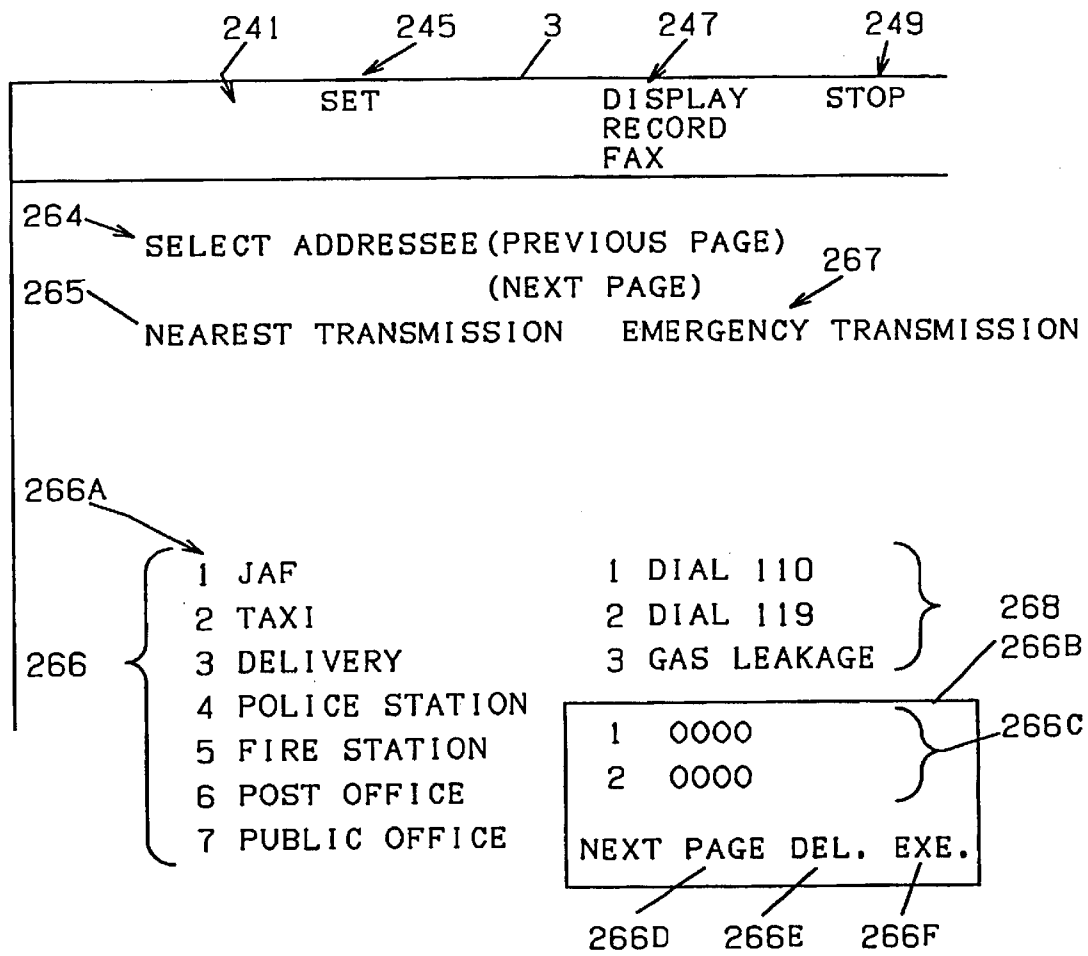 241 245 3 247 249
SET DISPLAY STOP
RECORD
FAX
264
SELECT ADDRESSEE (PREVIOUS PAGE)
267
265 (NEXT PAGE)
NEAREST TRANSMISSION EMERGENCY TRANSMISSION
266A
1 JAF 1 DIAL 110
2 TAXI 2 DIAL 119 268
266 3 DELIVERY 3 GAS LEAKAGE 266B
4 POLICE STATION
1 0000 266C
5 FIRE STATION
2 0000
6 POST OFFICE
7 PUBLIC OFFICE NEXT PAGE DEL. EXE.
266D 266E 266F